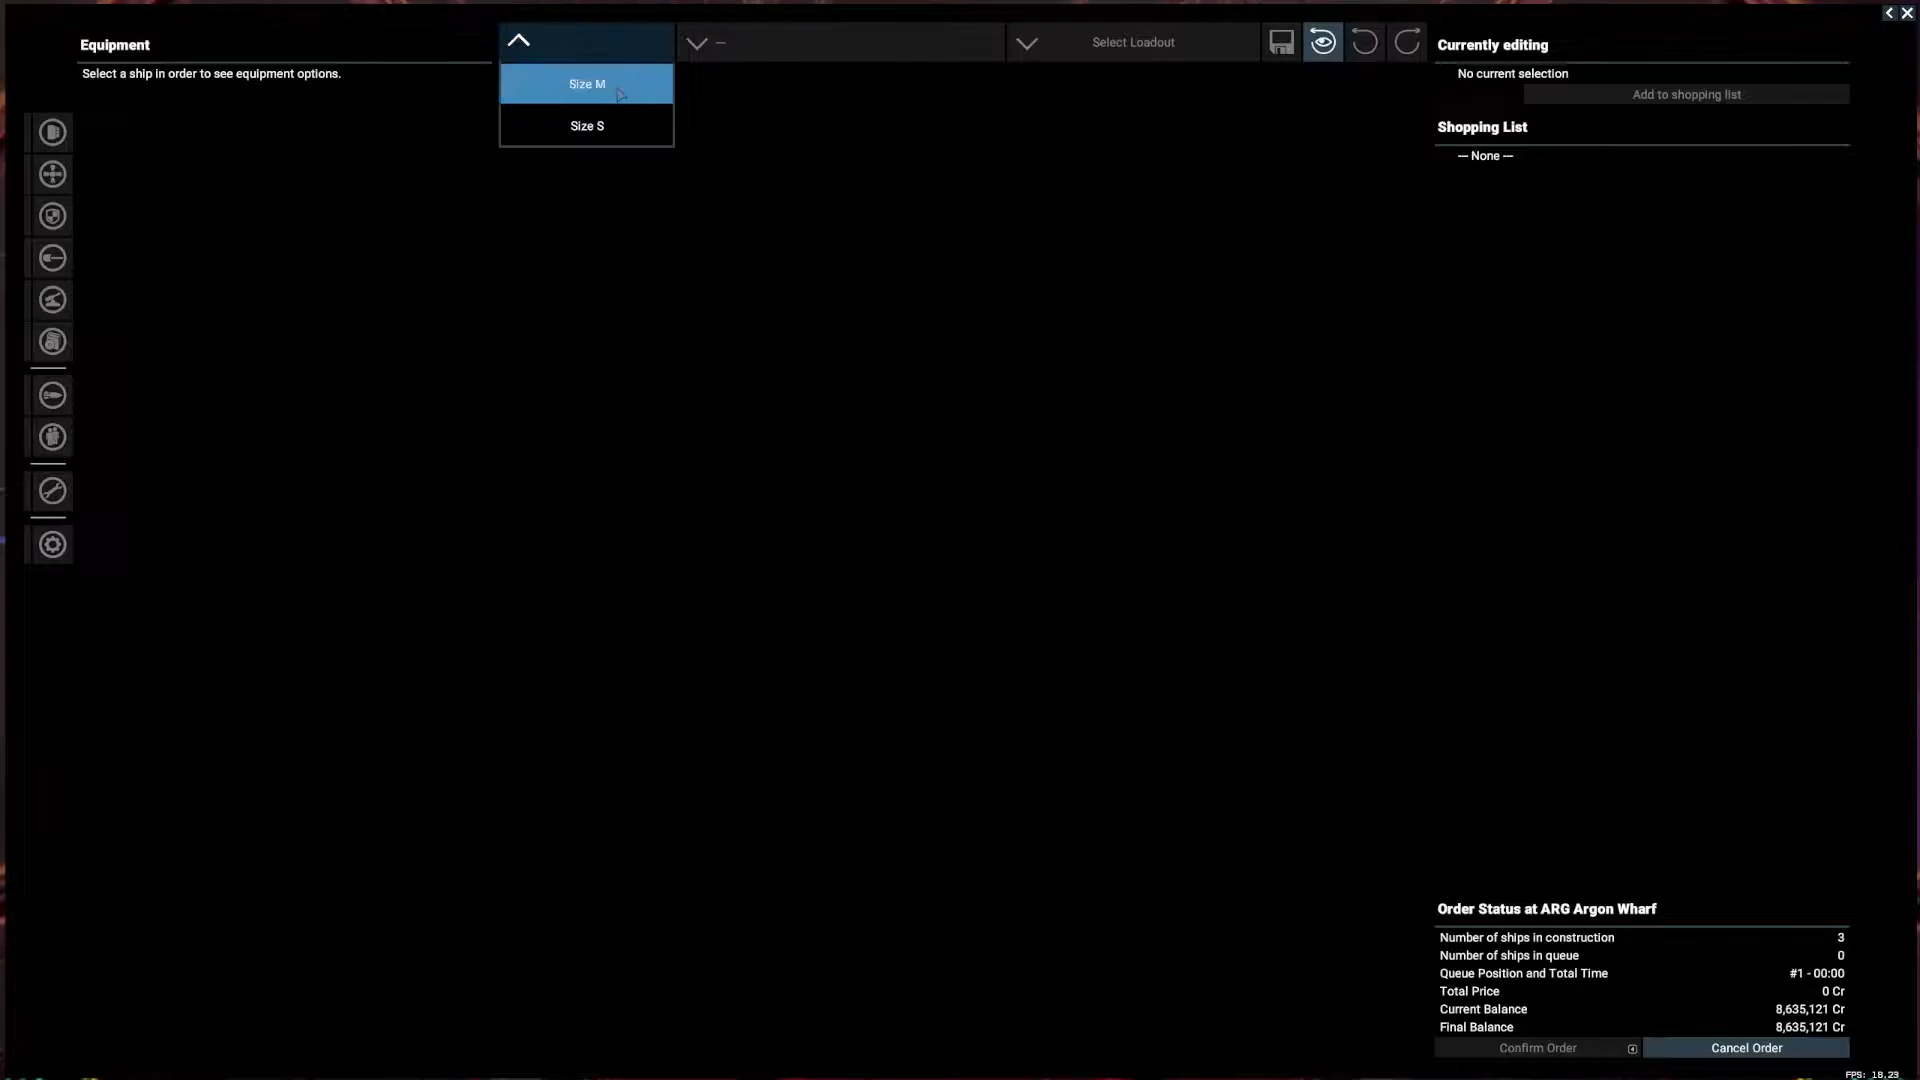 Equipment
Select a ship in order to see equipment options.
Size M
Size S
—
Select Loadout
Currently editing
No current selection
Add to shopping list
Shopping List
--- None ---
Order Status at ARG Argon Wharf
Number of ships in construction 3
Number of ships in queue 0
Queue Position and Total Time #1 - 00:00
Total Price 0 Cr
Current Balance 8,635,121 Cr
Final Balance 8,635,121 Cr
Confirm Order
Cancel Order
FPS: 18.23